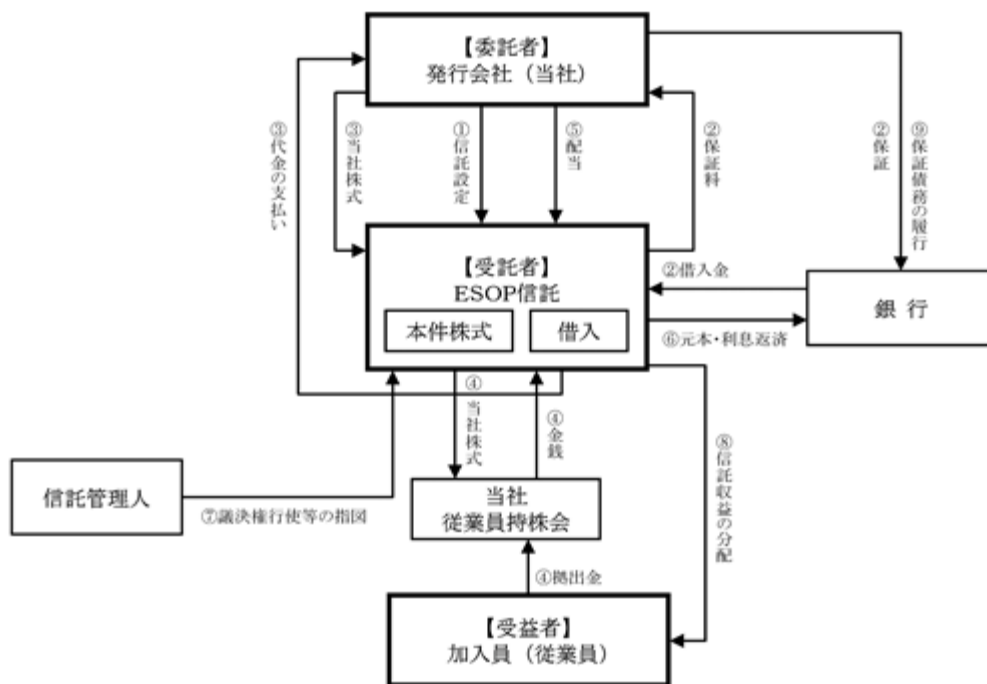 【委託者】
発行会社（当社）
③代金の支払い
③当社株式
①信託設定
⑤配当
②保証料
②保証
⑨保証債務の履行
【受託者】
ESOP信託
本件株式
借入
②借入金
⑥元本・利息返済
銀 行
④当社株式
④金銭
⑧信託収益の分配
信託管理人
⑦議決権行使等の指図
当社
従業員持株会
④拠出金
【受益者】
加入員（従業員）